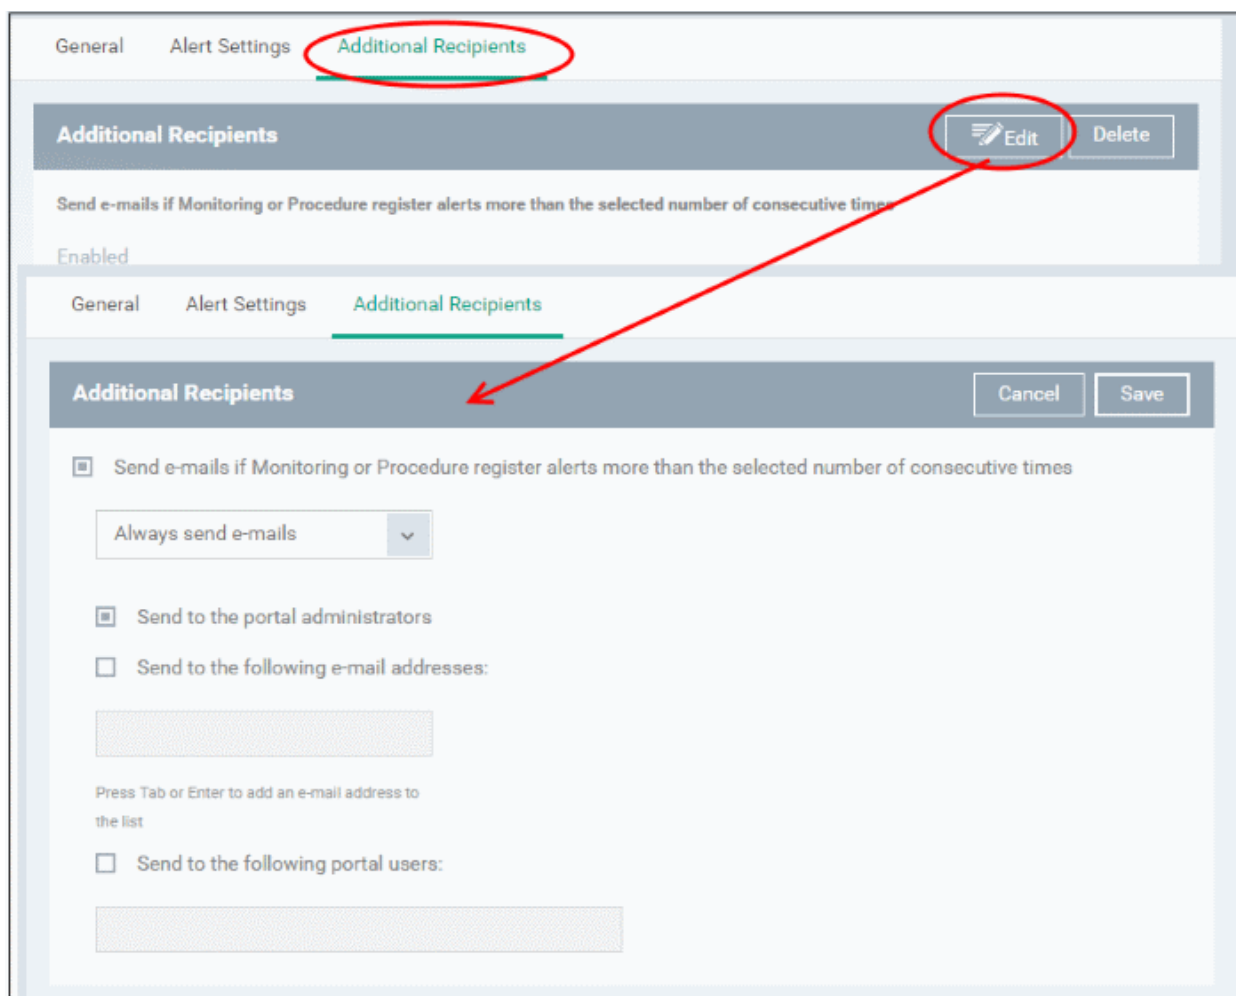 General Alert Settings Additional Recipients
Additional Recipients Edit Delete
Send e-mails if Monitoring or Procedure register alerts more than the selected number of consecutive times
Enabled
General Alert Settings Additional Recipients
Additional Recipients Cancel Save
Send e-mails if Monitoring or Procedure register alerts more than the selected number of consecutive times
Always send e-mails
Send to the portal administrators
Send to the following e-mail addresses:
Press Tab or Enter to add an e-mail address to
the list
Send to the following portal users: